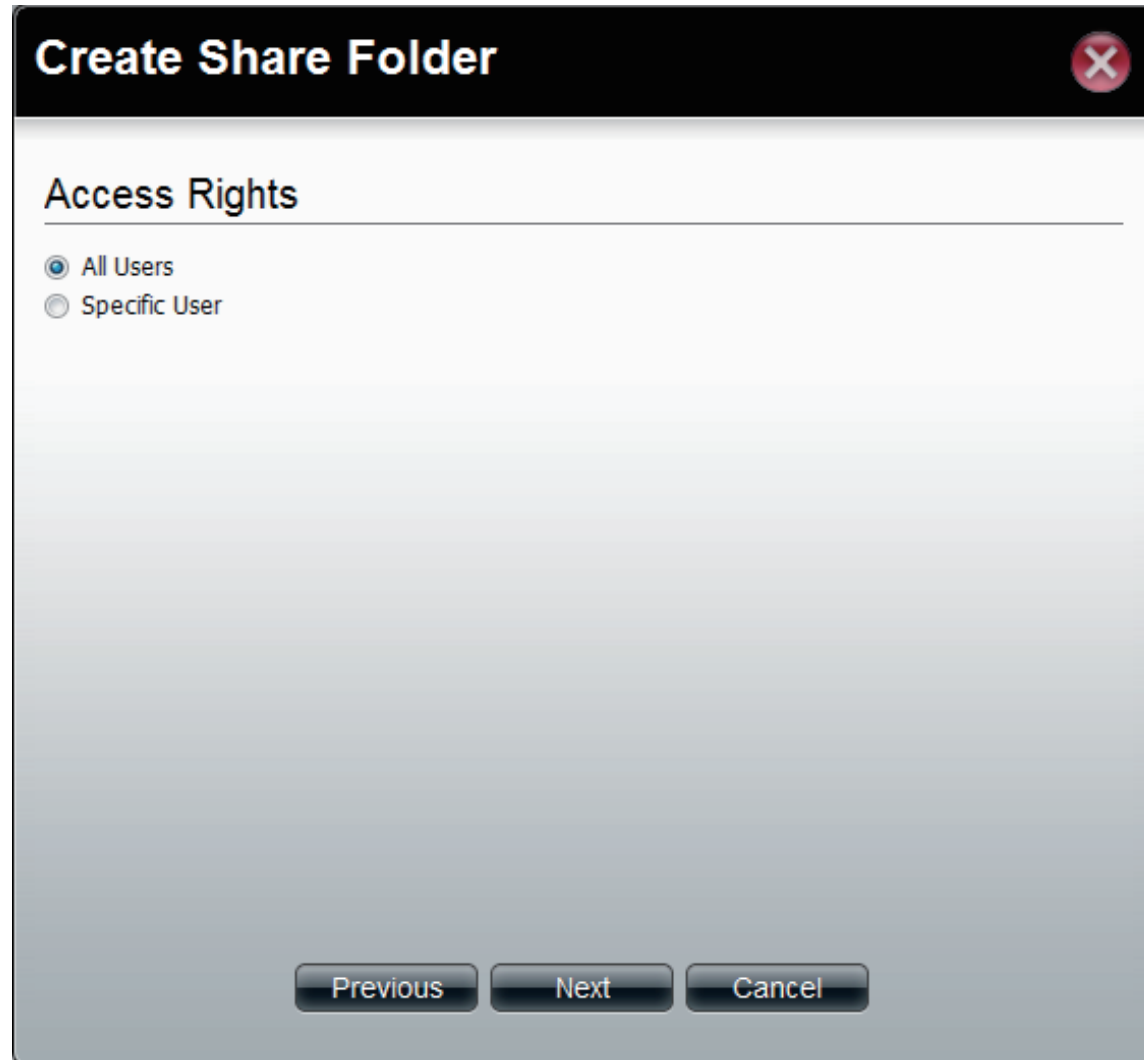 Create Share Folder
Access Rights
All Users
Specific User
Previous Next Cancel